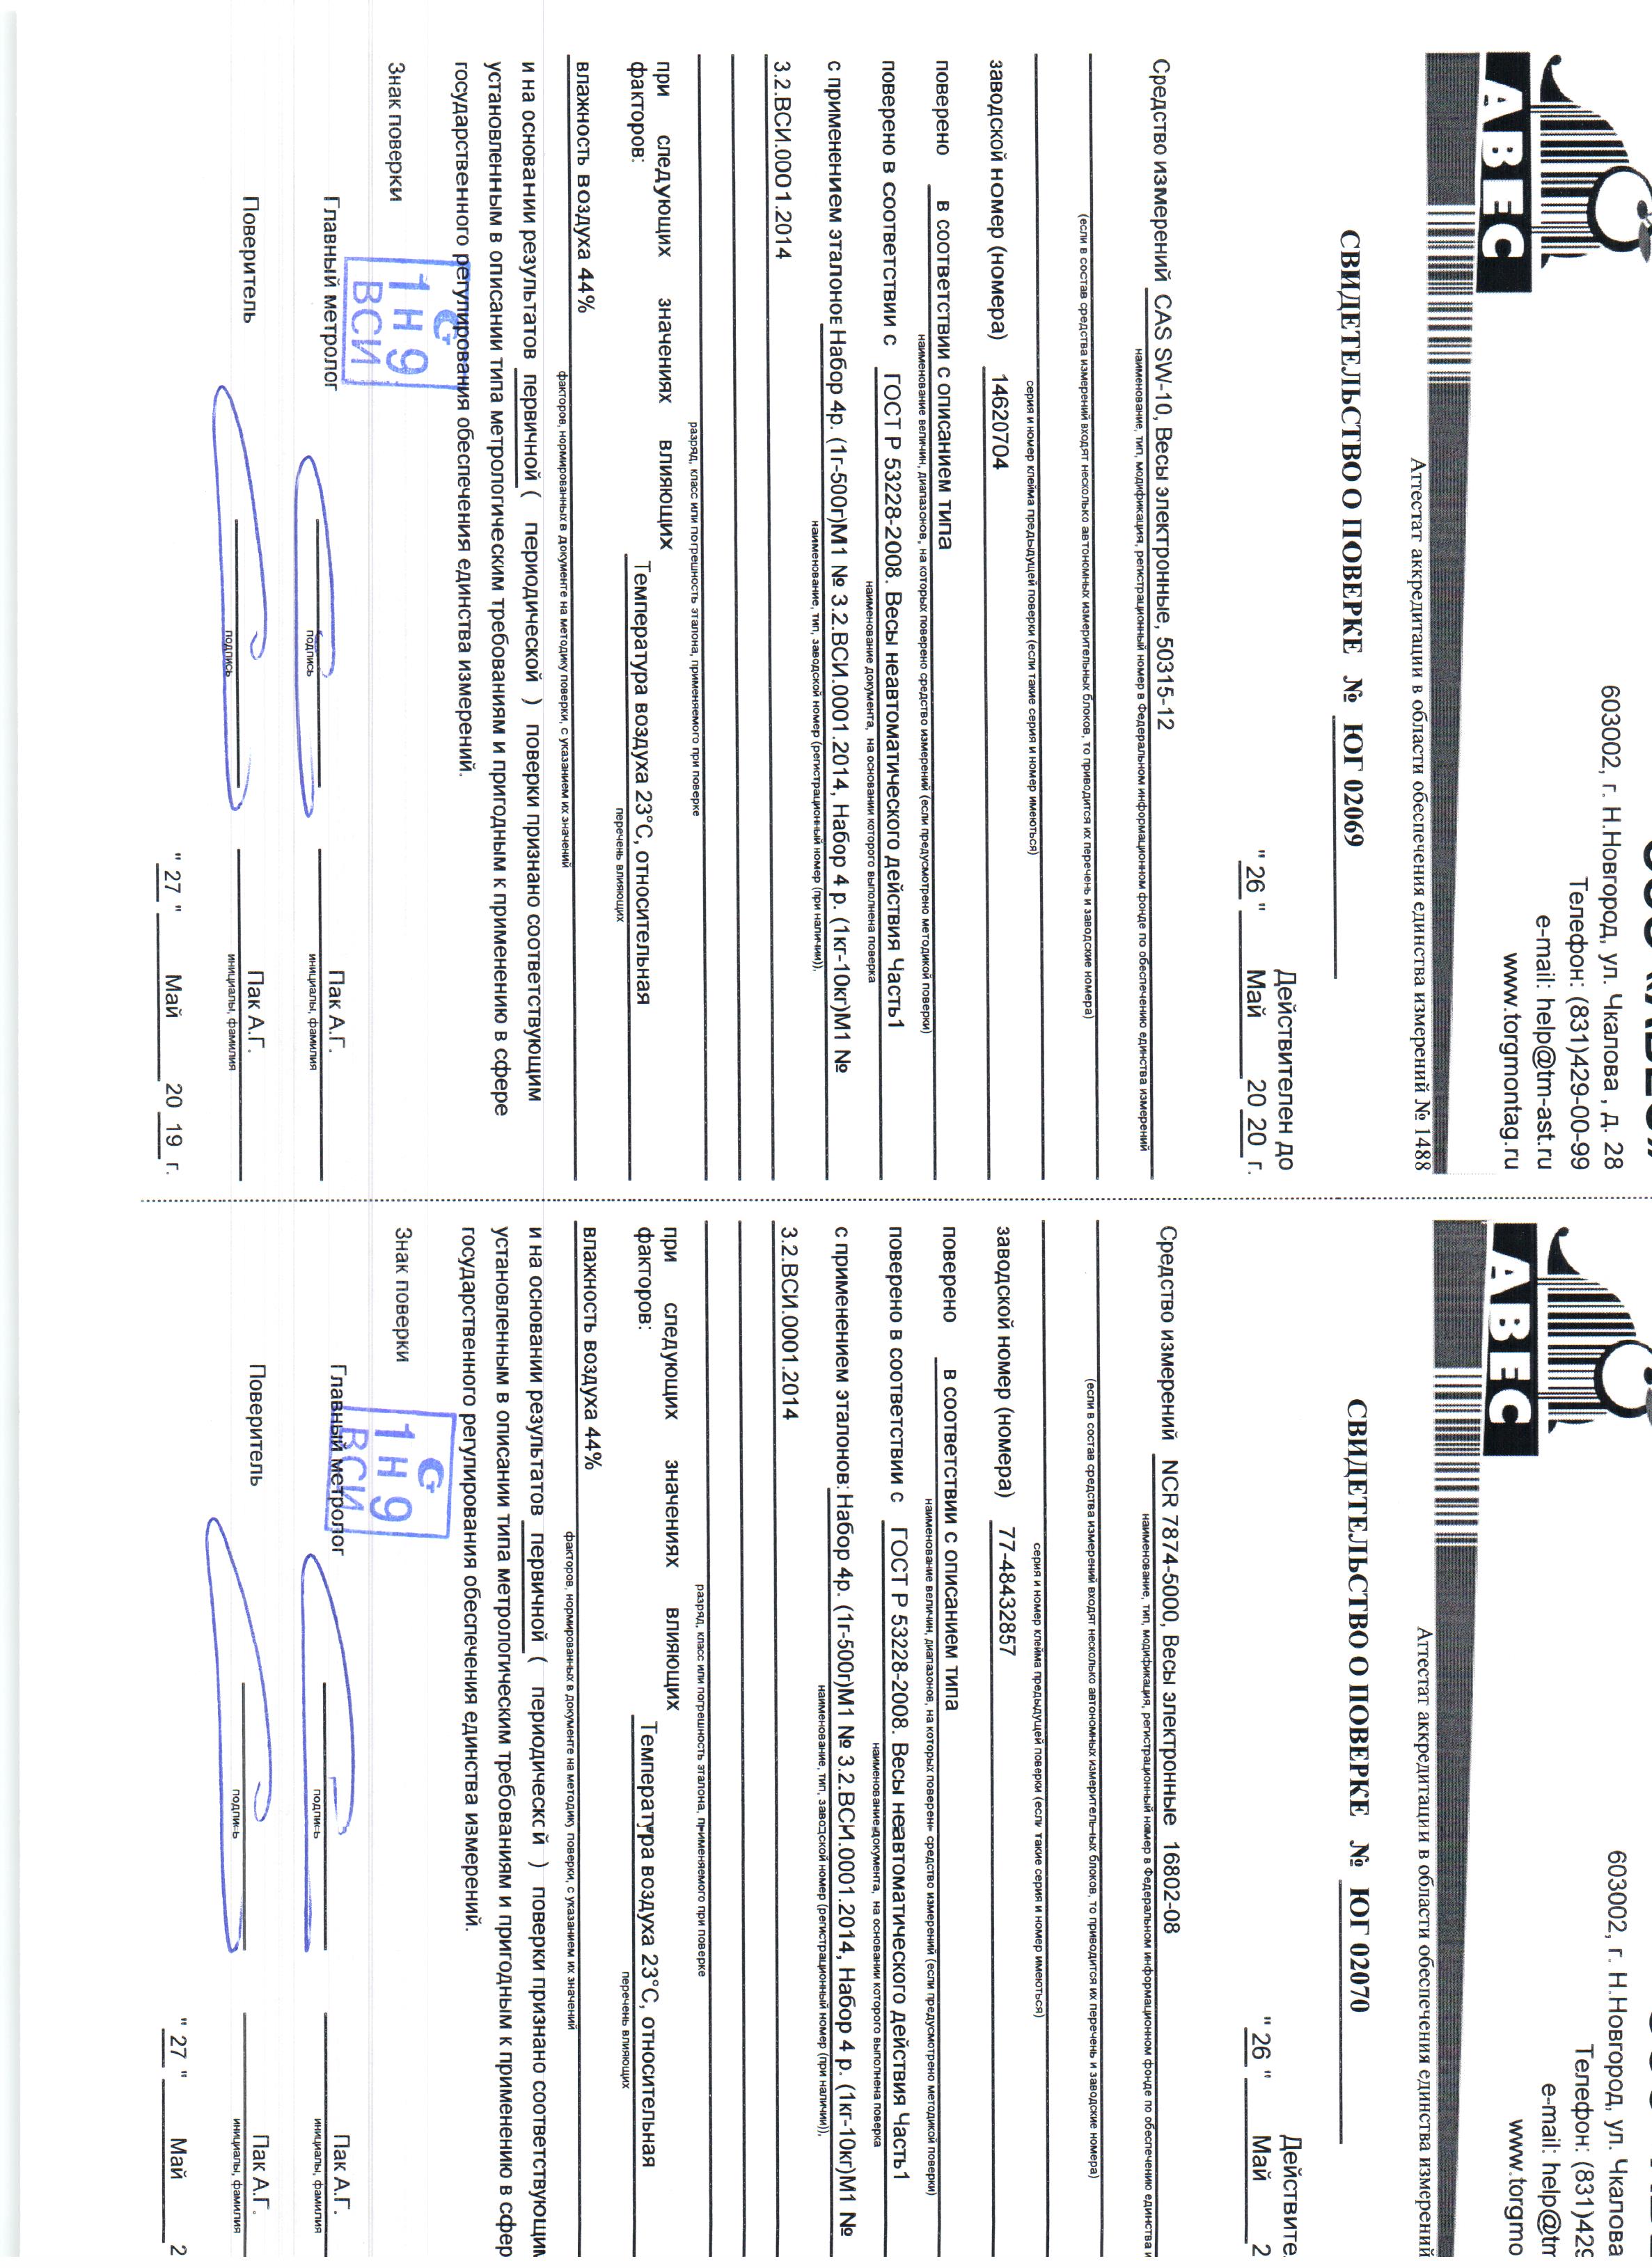 АВЕС
603002, г. Н.Новгород, ул. Чкалова , д. 28
Телефон: (831)429-00-99
e-mail: help@tm-ast.ru
www.torgmontag.ru
Аттестат аккредитации в области обеспечения единства измерений № 1488
СВИДЕТЕЛЬСТВО О ПОВЕРКЕ № ЮГ 02069
Действителен до
" 26 " Май 20 20 г.
Средство измерений CAS SW-10, Весы электронные, 50315-12
наименование, тип, модификация, регистрационный номер в Федеральном информационном фонде по обеспечению единства измерений
(если в состав средства измерений входят несколько автономных измерительных блоков, то приводится их перечень и заводские номера)
серия и номер клейма предыдущей поверки (если такие серия и номер имеються)
заводской номер (номера) 14620704
поверено в соответствии с описанием типа
наименование величин, диапазонов, на которых поверено средство измерений (если предусмотрено методикой поверки)
поверено в соответствии с ГОСТ Р 53228-2008. Весы неавтоматического действия Часть1
наименование документа, на основании которого выполнена поверка
с применением эталонов Набор 4р. (1г-500г)М1 № 3.2.ВСИ.0001.2014, Набор 4 р. (1кг-10кг)М1 №
наименование, тип, заводской номер (регистрационный номер (при наличии)),
3.2.ВСИ.0001.2014
разряд, класс или погрешность эталона, применяемого при поверке
при следующих значениях влияющих
факторов: Температура воздуха 23°С, относительная
перечень влияющих
влажность воздуха 44%
факторов, нормированных в документе на методику поверки, с указанием их значений
и на основании результатов первичной ( периодической ) поверки признано соответствующим
установленным в описании типа метрологическим требованиям и пригодным к применению в сфере
государственного регулирования обеспечения единства измерений.
Знак поверки
1 Н 9
ВСИ
Главный метролог Пак А.Г.
подпись инициалы, фамилия
Поверитель Пак А.Г.
подпись инициалы, фамилия
" 27 " Май 20 19 г.
АВЕС
603002, г. Н.Новгород, ул. Чкалова
Телефон: (831)429
e-mail: help@tm
www.torgmo
Аттестат аккредитации в области обеспечения единства измерений
СВИДЕТЕЛЬСТВО О ПОВЕРКЕ № ЮГ 02070
Действите
" 26 " Май 2
Средство измерений NCR 7874-5000, Весы электронные 16802-08
наименование, тип, модификация, регистрационный номер в Федеральном информационном фонде по обеспечению единства и
(если в состав средства измерений входят несколько автономных измерительных блоков, то приводится их перечень и заводские номера)
серия и номер клейма предыдущей поверки (если такие серия и номер имеються)
заводской номер (номера) 77-48432857
поверено в соответствии с описанием типа
наименование величин, диапазонов, на которых поверено средство измерений (если предусмотрено методикой поверки)
поверено в соответствии с ГОСТ Р 53228-2008. Весы неавтоматического действия Часть1
наименование документа, на основании которого выполнена поверка
с применением эталонов: Набор 4р. (1г-500г)М1 № 3.2.ВСИ.0001.2014, Набор 4 р. (1кг-10кг)М1 №
наименование, тип, заводской номер (регистрационный номер (при наличии)),
3.2.ВСИ.0001.2014
разряд, класс или погрешность эталона, применяемого при поверке
при следующих значениях влияющих
факторов: Температура воздуха 23°С, относительная
перечень влияющих
влажность воздуха 44%
факторов, нормированных в документе на методику поверки, с указанием их значений
и на основании результатов первичной ( периодической ) поверки признано соответствующим
установленным в описании типа метрологическим требованиям и пригодным к применению в сфер
государственного регулирования обеспечения единства измерений.
Знак поверки
1 Н 9
ВСИ
Главный метролог Пак А.Г.
подпись инициалы, фамилия
Поверитель Пак А.Г.
подпись инициалы, фамилия
" 27 " Май 2